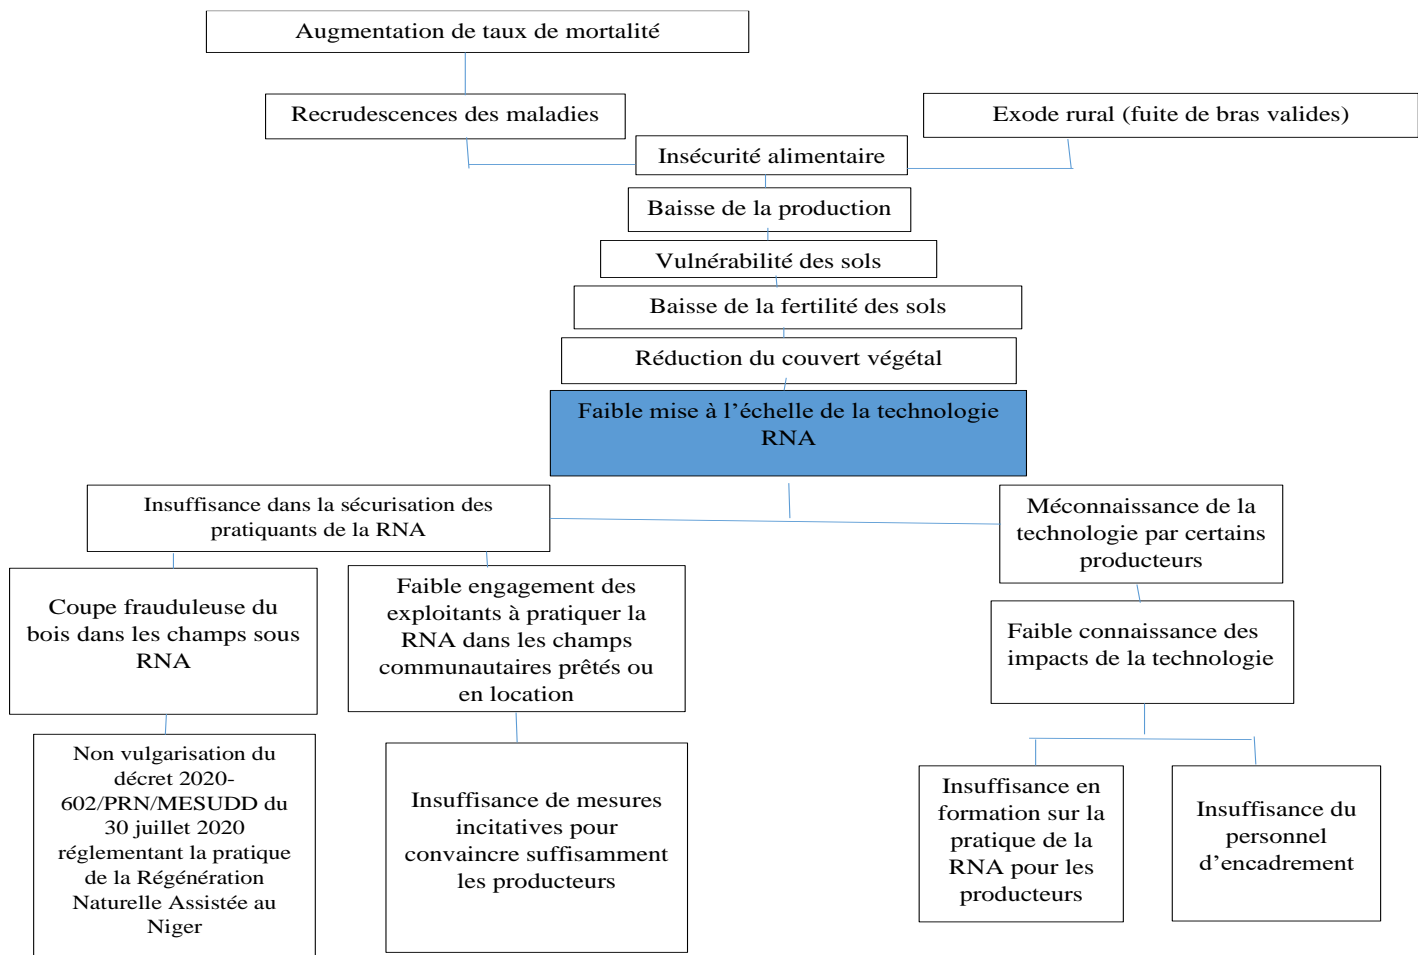 Augmentation de taux de mortalité
Recrudescences des maladies
Exode rural (fuite de bras valides)
Insécurité alimentaire
Baisse de la production
Vulnérabilité des sols
Baisse de la fertilité des sols
Réduction du couvert végétal
Faible mise à l’échelle de la technologie
RNA
Insuffisance dans la sécurisation des
pratiquants de la RNA
Méconnaissance de la
technologie par certains
producteurs
Coupe frauduleuse du
bois dans les champs sous
RNA
Faible engagement des
exploitants à pratiquer la
RNA dans les champs
communautaires prêtés ou
en location
Faible connaissance des
impacts de la technologie
Non vulgarisation du
décret 2020-
602/PRN/MESUDD du
30 juillet 2020
réglementant la pratique
de la Régénération
Naturelle Assistée au
Niger
Insuffisance de mesures
incitatives pour
convaincre suffisamment
les producteurs
Insuffisance en
formation sur la
pratique de la
RNA pour les
producteurs
Insuffisance du
personnel
d’encadrement